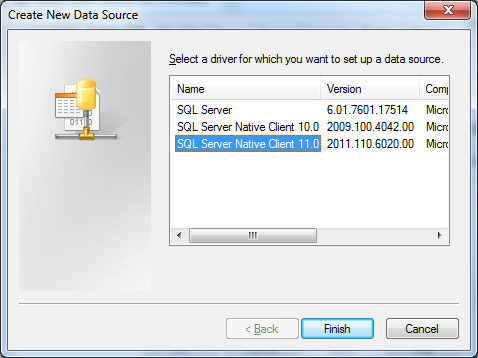 Create New Data Source
Select a driver for which you want to set up a data source.
Name Version Comp
SQL Server 6.01.7601.17514 Micro
SQL Server Native Client 10.0 2009.100.4042.00 Micro
SQL Server Native Client 11.0 2011.110.6020.00 Micro
< Back Finish Cancel